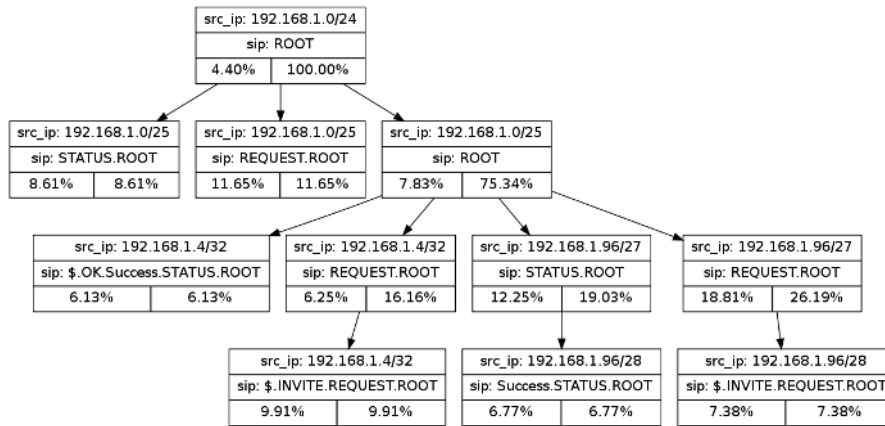 src_ip: 192.168.1.0/24
sip: ROOT
4.40% 100.00%
src_ip: 192.168.1.0/25
sip: STATUS.ROOT
8.61% 8.61%
src_ip: 192.168.1.0/25
sip: REQUEST.ROOT
11.65% 11.65%
src_ip: 192.168.1.0/25
sip: ROOT
7.83% 75.34%
src_ip: 192.168.1.4/32
sip: $.OK.Success.STATUS.ROOT
6.13% 6.13%
src_ip: 192.168.1.4/32
sip: REQUEST.ROOT
6.25% 16.16%
src_ip: 192.168.1.96/27
sip: STATUS.ROOT
12.25% 19.03%
src_ip: 192.168.1.96/27
sip: REQUEST.ROOT
18.81% 26.19%
src_ip: 192.168.1.4/32
sip: $.INVITE.REQUEST.ROOT
9.91% 9.91%
src_ip: 192.168.1.96/28
sip: Success.STATUS.ROOT
6.77% 6.77%
src_ip: 192.168.1.96/28
sip: $.INVITE.REQUEST.ROOT
7.38% 7.38%